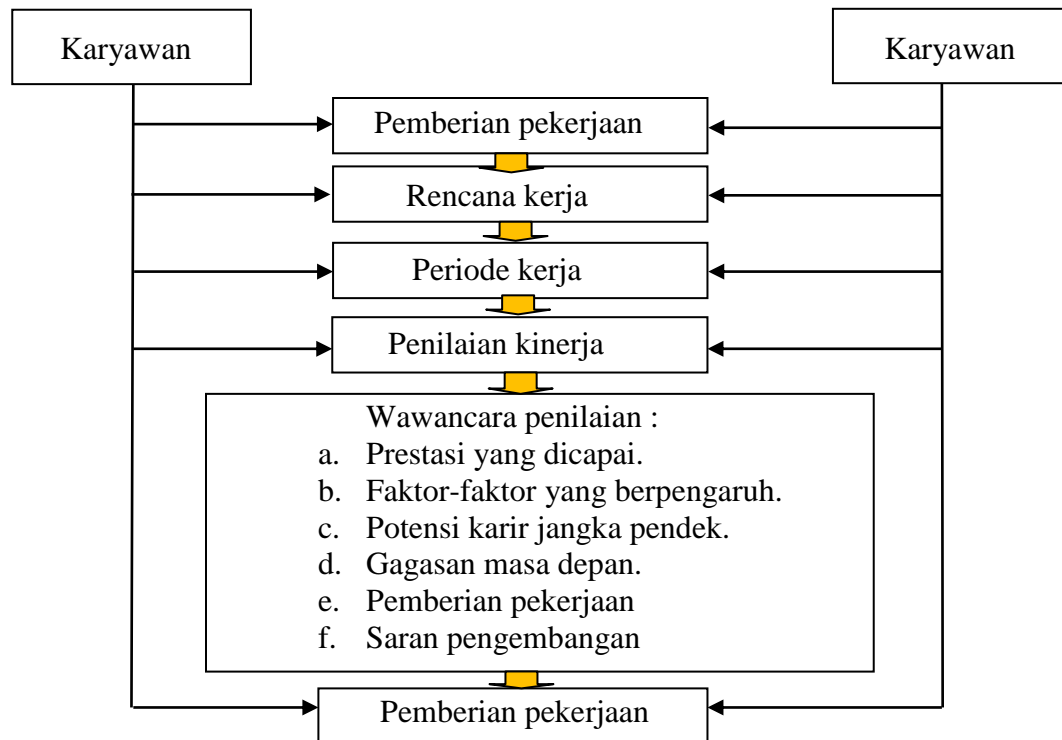 Karyawan
Karyawan
Pemberian pekerjaan
Rencana kerja
Periode kerja
Penilaian kinerja
Wawancara penilaian :
a. Prestasi yang dicapai.
b. Faktor-faktor yang berpengaruh.
c. Potensi karir jangka pendek.
d. Gagasan masa depan.
e. Pemberian pekerjaan
f. Saran pengembangan
Pemberian pekerjaan